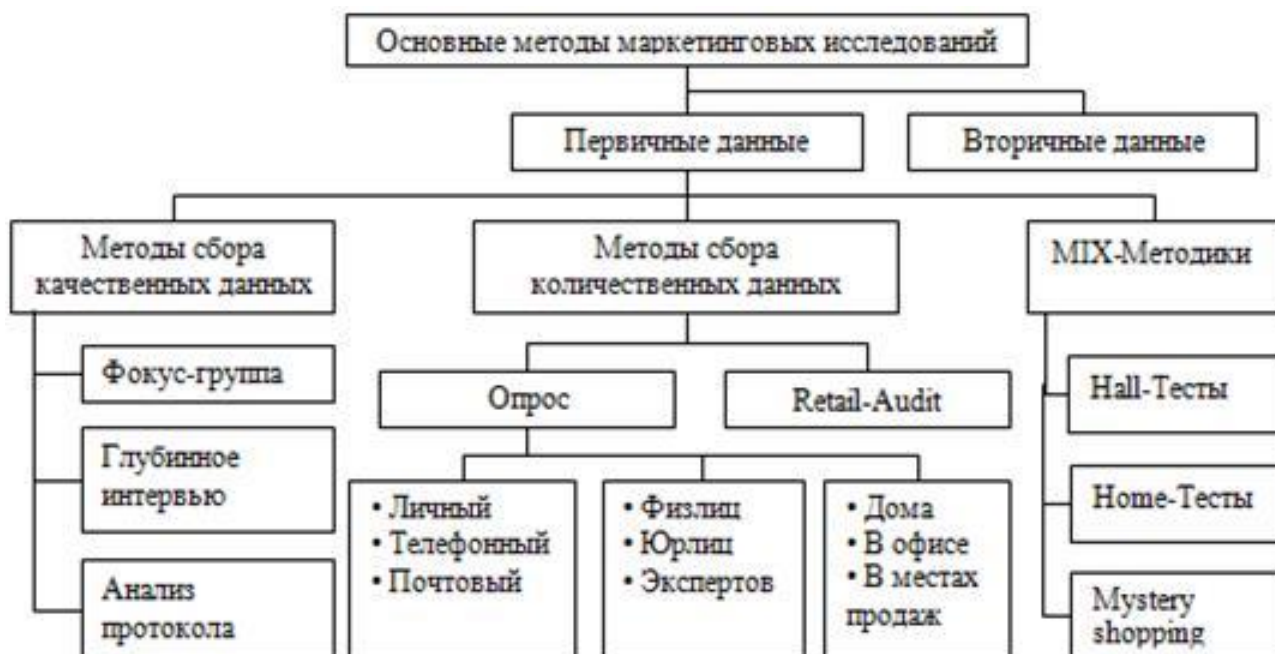 Основные методы маркетинговых исследований
Первичные данные
Вторичные данные
Методы сбора
качественных данных
Методы сбора
количественных данных
MIX-Методики
Фокус-группа
Глубинное
интервью
Анализ
протокола
Опрос
Retail-Audit
• Личный
• Телефонный
• Почтовый
• Физлиц
• Юрлиц
• Экспертов
• Дома
• В офисе
• В местах
продаж
Hall-Тесты
Home-Тесты
Mystery
shopping